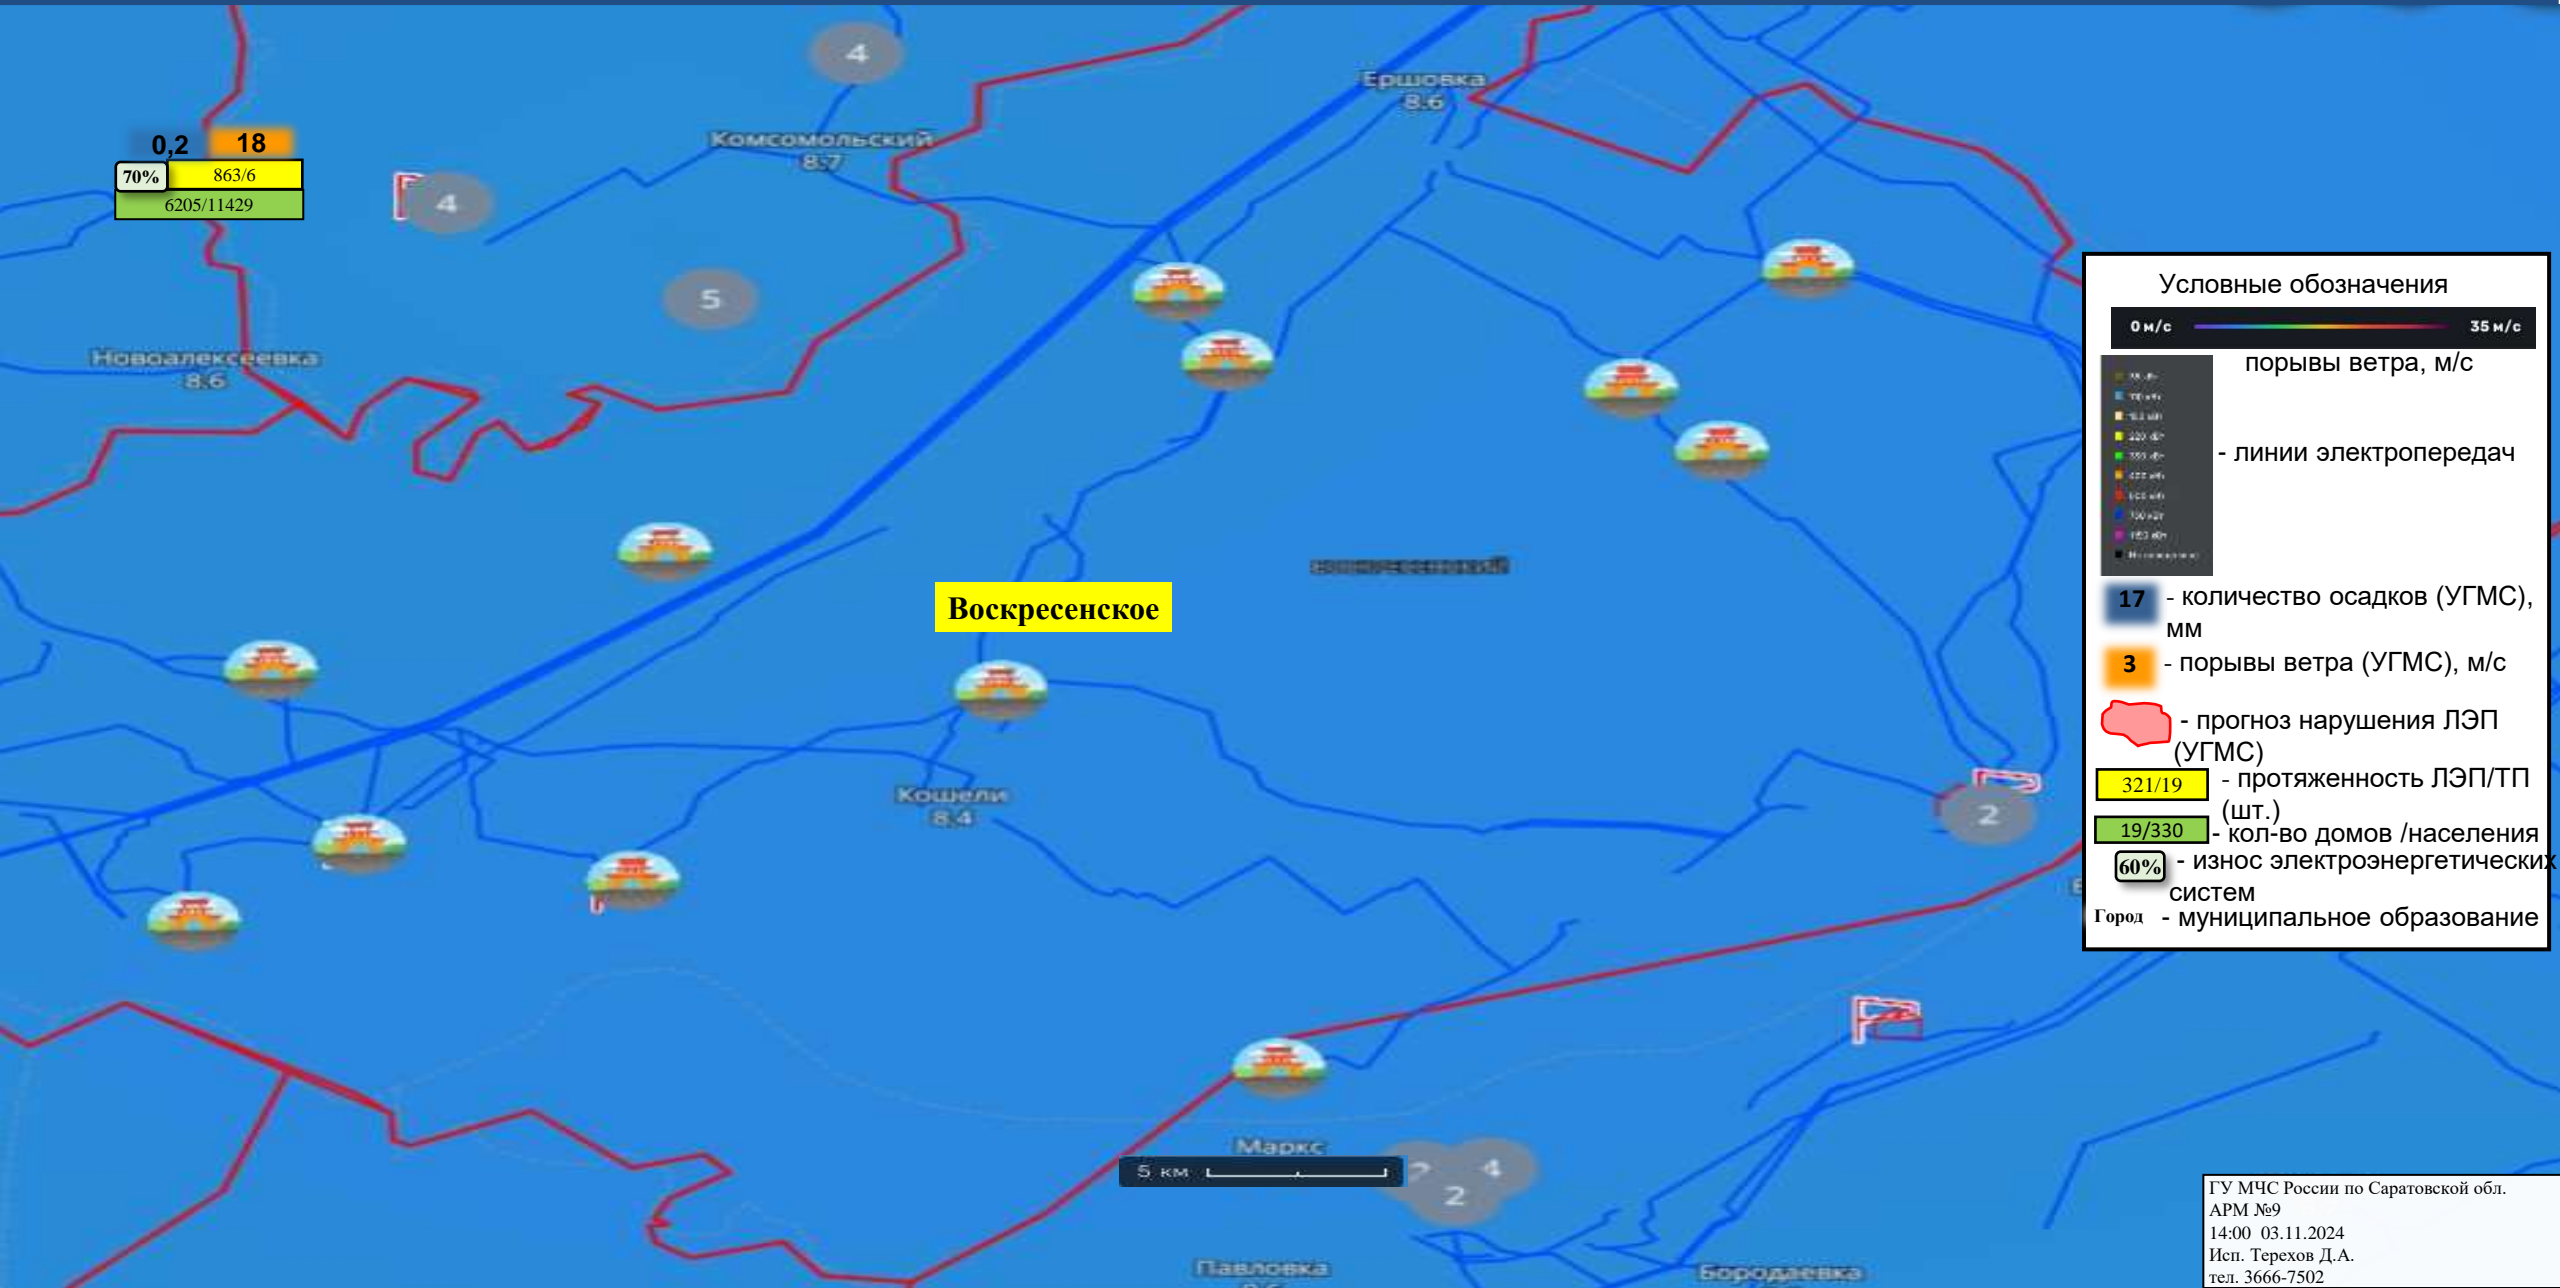 4
Ершовка
8.6
Комсомольский
8.7
0,2 18
70% 863/6
6205/11429
4
5
Новоалексеевка
8.6
Воскресенское
Кошели
8.4
2
Маркс
5 км
4
2
Павловка
Бородаевка
Условные обозначения
0 м/с 35 м/с
порывы ветра, м/с
- линии электропередач
17 - количество осадков (УГМС),
мм
3 - порывы ветра (УГМС), м/с
- прогноз нарушения ЛЭП
(УГМС)
321/19 - протяженность ЛЭП/ТП
(шт.)
19/330 - кол-во домов /населения
60% - износ электроэнергетических
систем
Город - муниципальное образование
ГУ МЧС России по Саратовской обл.
АРМ №9
14:00 03.11.2024
Исп. Терехов Д.А.
тел. 3666-7502